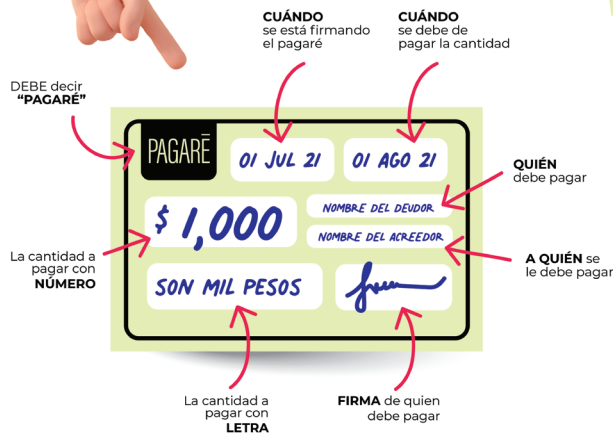 CUÁNDO
se está firmando
el pagaré
CUÁNDO
se debe de
pagar la cantidad
DEBE decir
“PAGARÉ”
PAGARĒ
01 JUL 21
01 AGO 21
QUIÉN
debe pagar
$ 1,000
NOMBRE DEL DEUDOR
NOMBRE DEL ACREEDOR
La cantidad a
pagar con
NÚMERO
A QUIÉN se
le debe pagar
SON MIL PESOS
La cantidad a
pagar con
LETRA
FIRMA de quien
debe pagar